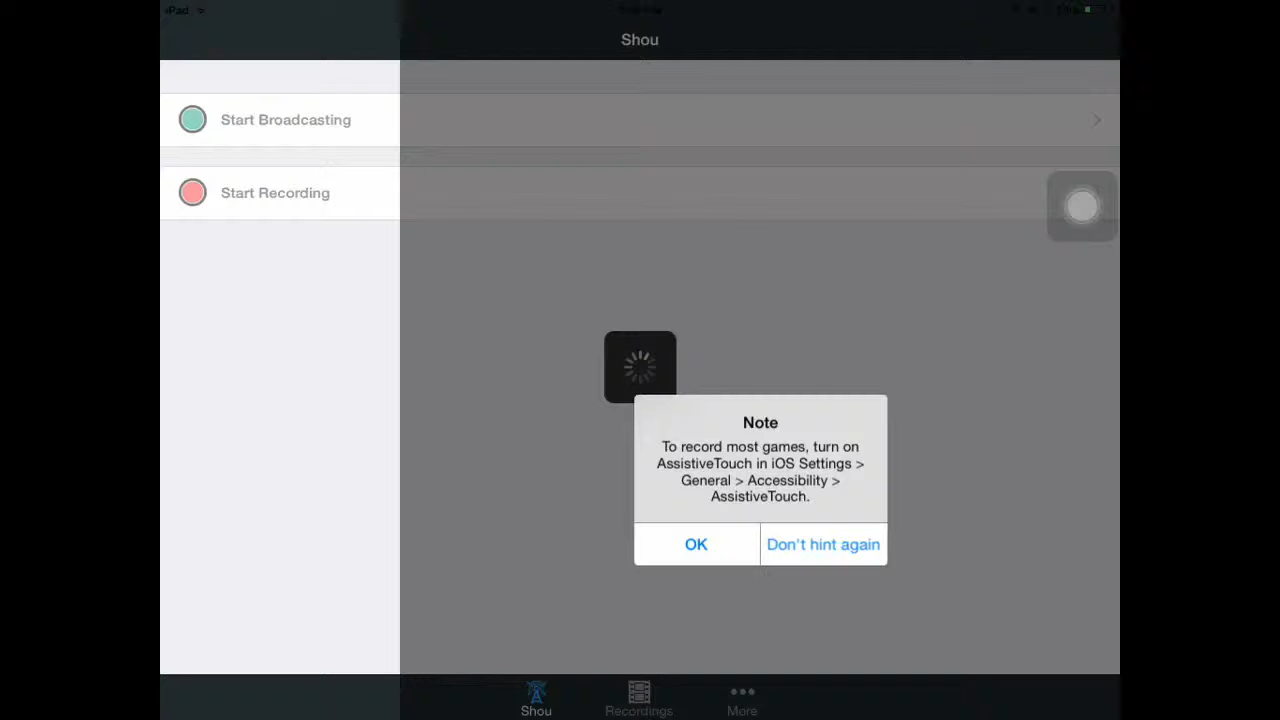 iPad
Shou
Start Broadcasting
Start Recording
Note
To record most games, turn on
AssistiveTouch in iOS Settings >
General > Accessibility >
AssistiveTouch.
OK
Don't hint again
Shou
Recordings
More